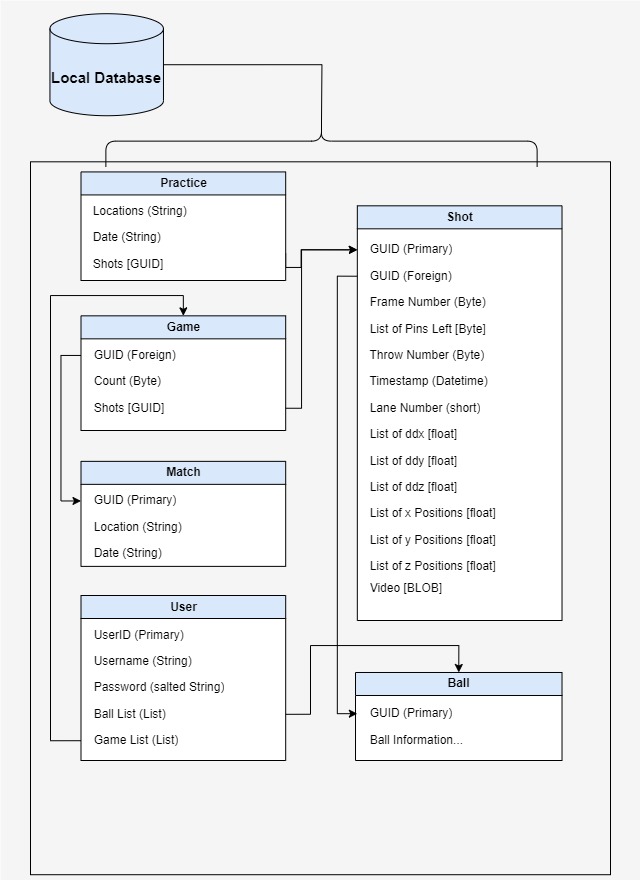 Local Database
Practice
Locations (String)
Date (String)
Shots [GUID]
Game
GUID (Foreign)
Count (Byte)
Shots [GUID]
Match
GUID (Primary)
Location (String)
Date (String)
User
UserID (Primary)
Username (String)
Password (salted String)
Ball List (List)
Game List (List)
Shot
GUID (Primary)
GUID (Foreign)
Frame Number (Byte)
List of Pins Left [Byte]
Throw Number (Byte)
Timestamp (Datetime)
Lane Number (short)
List of ddx [float]
List of ddy [float]
List of ddz [float]
List of x Positions [float]
List of y Positions [float]
List of z Positions [float]
Video [BLOB]
Ball
GUID (Primary)
Ball Information...